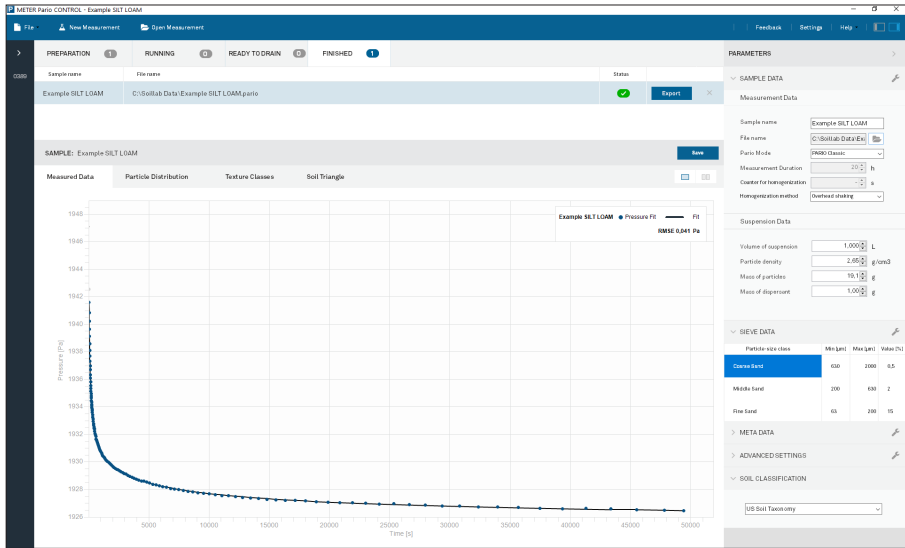 METER Pario CONTROL - Example SILT LOAM
File
New Measurement
Open Measurement
Feedback
Settings
Help
PREPARATION 1
RUNNING 0
READY TO DRAIN 0
FINISHED 1
0389
Sample name
File name
Status
Example SILT LOAM
C:\Soillab Data\Example SILT LOAM.pario
Export
SAMPLE: Example SILT LOAM
Save
Measured Data
Particle Distribution
Texture Classes
Soil Triangle
Example SILT LOAM Pressure Fit Fit
RMSE 0,041 Pa
1948
1946
1944
1942
1940
1938
1936
1934
1932
1930
1928
1926
Pressure [Pa]
5000 10000 15000 20000 25000 30000 35000 40000 45000 50000
Time [s]
PARAMETERS
SAMPLE DATA
Measurement Data
Sample name Example SILT LOAM
File name C:\Soillab Data\Ex
Pario Mode PARIO Classic
Measurement Duration 20 h
Counter for homogenization - s
Homogenization method Overhead shaking
Suspension Data
Volume of suspension 1,000 L
Particle density 2,65 g/cm3
Mass of particles 19,1 g
Mass of dispersant 1,00 g
SIEVE DATA
Particle-size class Min [µm] Max [µm] Value [%]
Coarse Sand 630 2000 0,5
Middle Sand 200 630 2
Fine Sand 63 200 15
META DATA
ADVANCED SETTINGS
SOIL CLASSIFICATION
US Soil Taxonomy